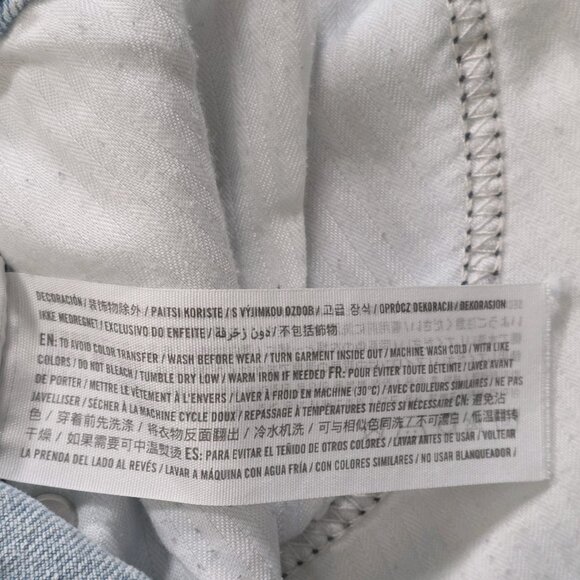 DECORACIÓN / 装饰物除外 / PAITSI KORISTE / S VÝJIMKOU OZDOB / 고급 장식 / OPRÓCZ DEKORACH / DEKORASJON
IKKE MEDREGNET / EXCLUSIVO DO ENFEITE / دون زخرفة / 不包括飾物
EN: TO AVOID COLOR TRANSFER / WASH BEFORE WEAR / TURN GARMENT INSIDE OUT / MACHINE WASH COLD / WITH LIKE
COLORS / DO NOT BLEACH / TUMBLE DRY LOW / WARM IRON IF NEEDED FR: POUR ÉVITER TOUTE DÉTEINTE / LAVER AVANT
DE PORTER / METTRE LE VÊTEMENT À L'ENVERS / LAVER À FROID EN MACHINE (30°C) / AVEC COULEURS SIMILAIRES / NE PAS
JAVELLISER / SÉCHER À LA MACHINE CYCLE DOUX / REPASSAGE À TEMPÉRATURES TIÈDES SI NÉCESSAIRE CN: 避免沾
色 / 穿着前先洗涤 / 将衣物反面翻出 / 冷水机洗 / 可与相似色同洗 / 不可漂白 / 低温翻转
干燥 / 如果需要可中温熨烫 ES: PARA EVITAR EL TEÑIDO DE OTROS COLORES / LAVAR ANTES DE USAR / VOLTEAR
LA PRENDA DEL LADO AL REVÉS / LAVAR A MÁQUINA CON AGUA FRÍA / CON COLORES SIMILARES / NO USAR BLANQUEADOR /